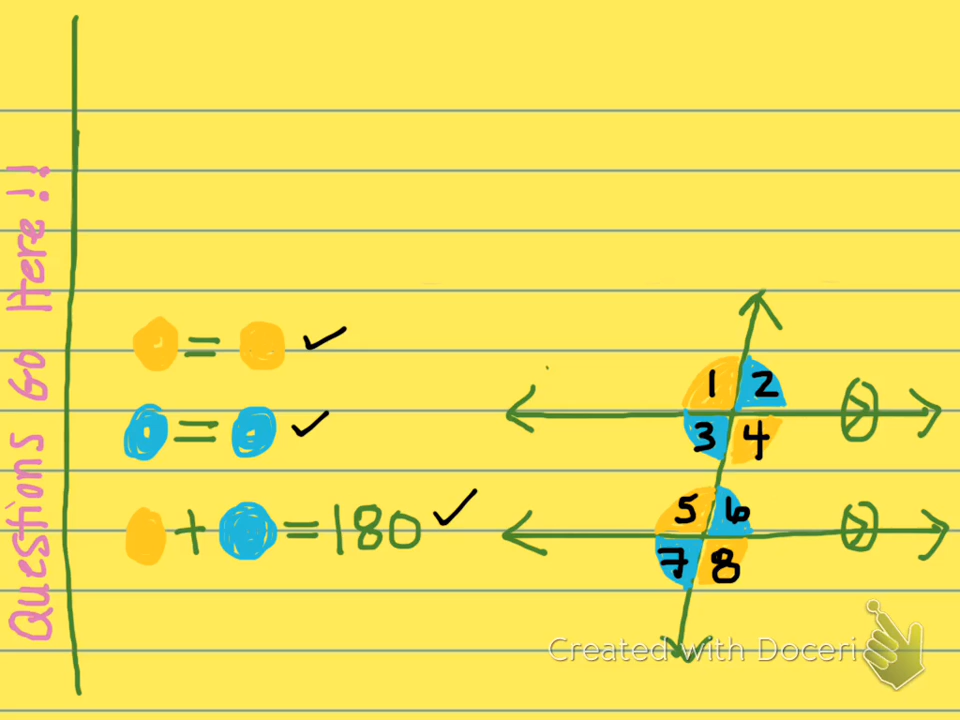 Questions Go Here!!
=
=
+ = 180
1 2
3 4
5 6
7 8
Created with Doceri